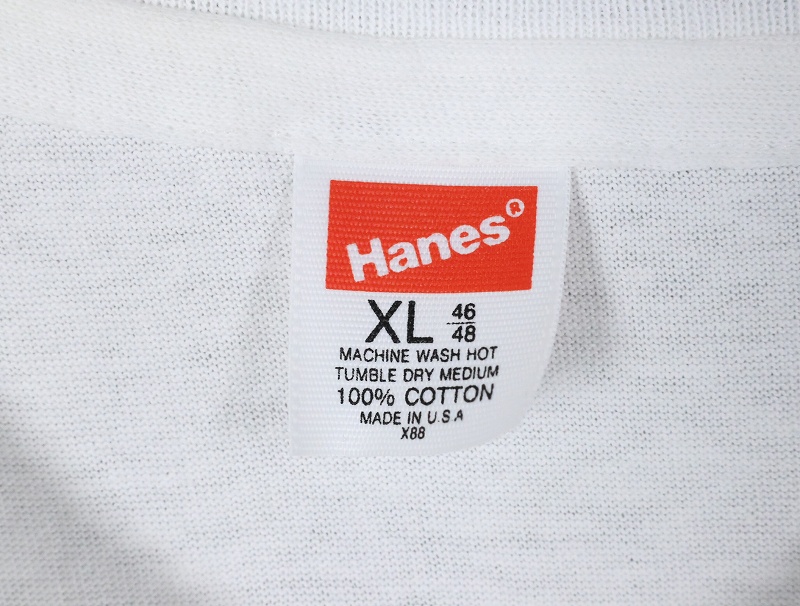 Hanes®
XL 46/48
MACHINE WASH HOT
TUMBLE DRY MEDIUM
100% COTTON
MADE IN U.S.A
X88